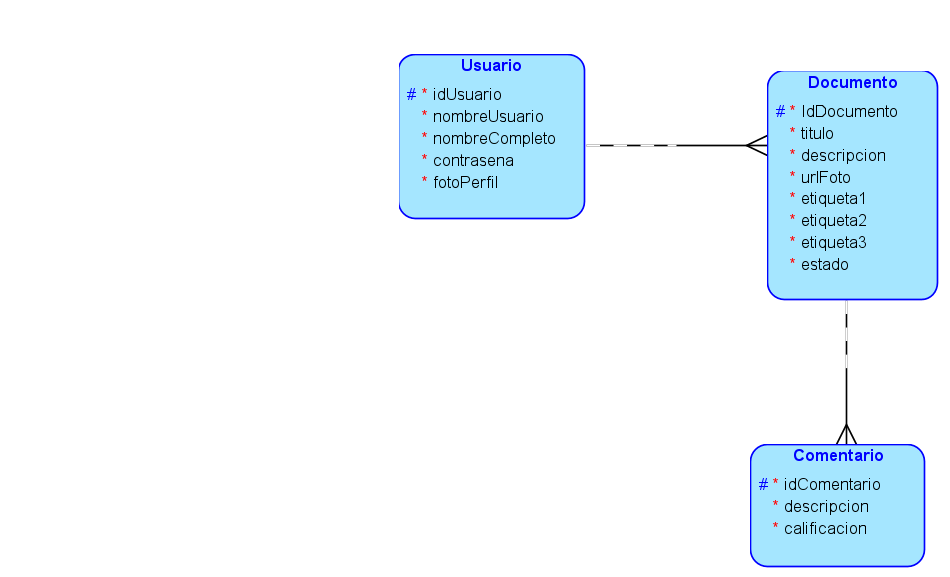 Usuario
# * idUsuario
* nombreUsuario
* nombreCompleto
* contrasena
* fotoPerfil
Documento
# * IdDocumento
* titulo
* descripcion
* urlFoto
* etiqueta1
* etiqueta2
* etiqueta3
* estado
Comentario
# * idComentario
* descripcion
* calificacion